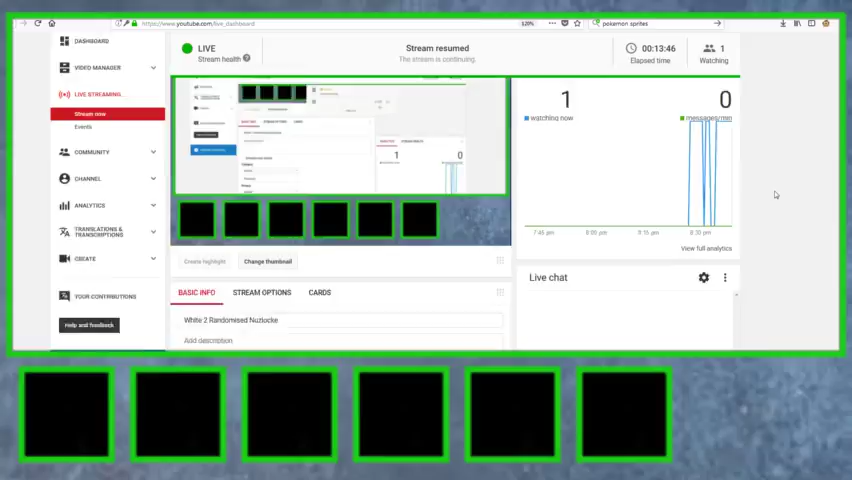 https://www.youtube.com/live_dashboard
120%
pokemon sprites
DASHBOARD
VIDEO MANAGER
LIVE STREAMING
Stream now
Events
COMMUNITY
CHANNEL
ANALYTICS
TRANSLATIONS &
TRANSCRIPTIONS
CREATE
YOUR CONTRIBUTIONS
Help and feedback
LIVE
Stream health
Stream resumed
The stream is continuing.
00:13:46
Elapsed time
1
Watching
1
watching now
0
messages/min
7:45 pm
8:00 pm
8:15 pm
8:30 pm
View full analytics
Create highlight
Change thumbnail
BASIC INFO
STREAM OPTIONS
CARDS
White 2 Randomised Nuzlocke
Add description
Live chat